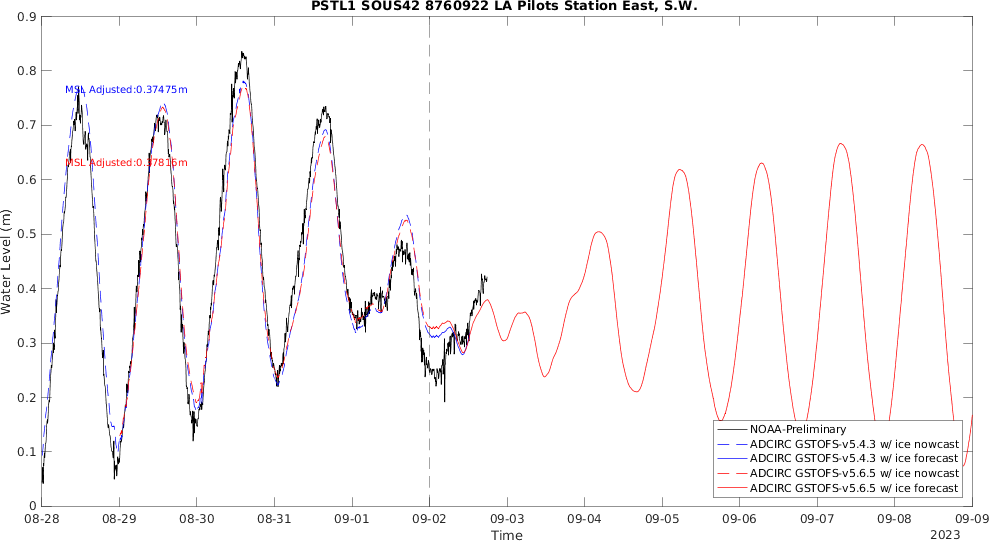 PSTL1 SOUS42 8760922 LA Pilots Station East, S.W.
0.9
0.8
0.7
0.6
0.5
0.4
0.3
0.2
0.1
0
Water Level (m)
MSL Adjusted:0.37475m
MSL Adjusted:0.37815m
NOAA-Preliminary
ADCIRC GSTOFS-v5.4.3 w/ ice nowcast
ADCIRC GSTOFS-v5.4.3 w/ ice forecast
ADCIRC GSTOFS-v5.6.5 w/ ice nowcast
ADCIRC GSTOFS-v5.6.5 w/ ice forecast
08-28 08-29 08-30 08-31 09-01 09-02 09-03 09-04 09-05 09-06 09-07 09-08 09-09
Time
2023